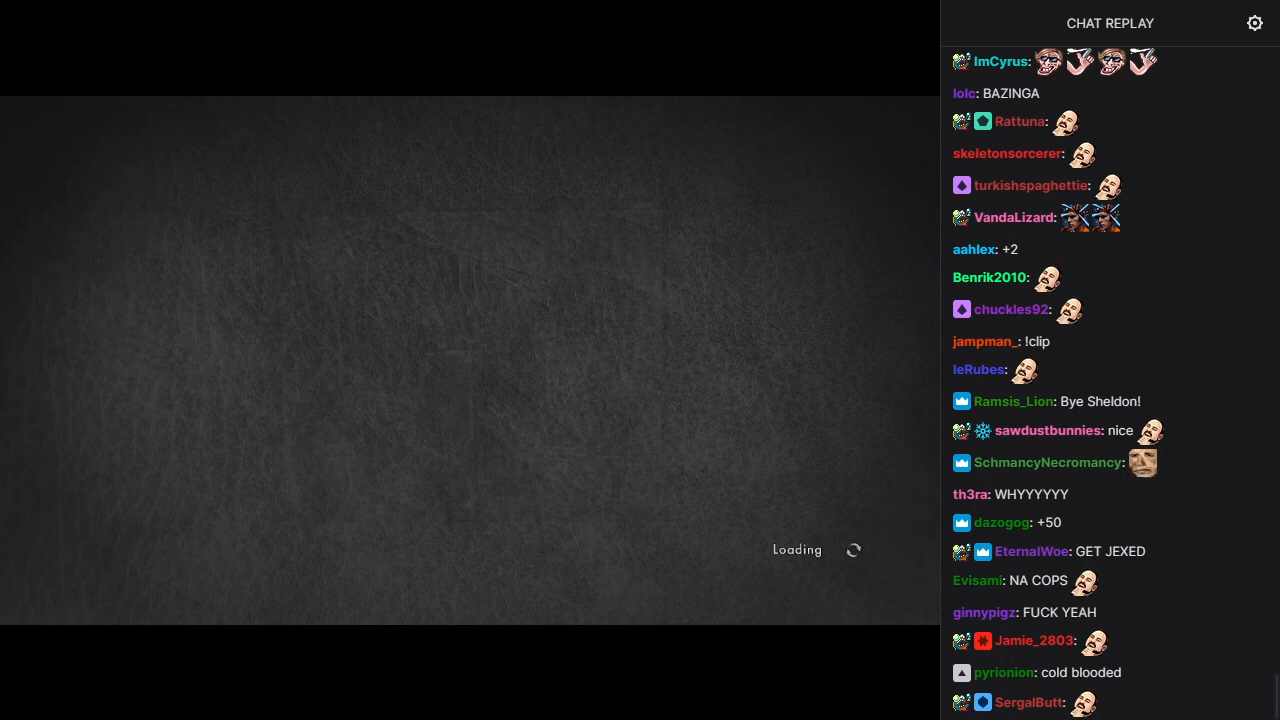 CHAT REPLAY
ImCyrus:
lolc: BAZINGA
Rattuna:
skeletonsorcerer:
turkishspaghettie:
VandaLizard:
aahlex: +2
Benrik2010:
chuckles92:
jampman_: !clip
leRubes:
Ramsis_Lion: Bye Sheldon!
sawdustbunnies: nice
SchmancyNecromancy:
th3ra: WHYYYYYY
dazogog: +50
Loading
EternalWoe: GET JEXED
Evisami: NA COPS
ginnypigz: FUCK YEAH
Jamie_2803:
pyrionion: cold blooded
SergalButt: